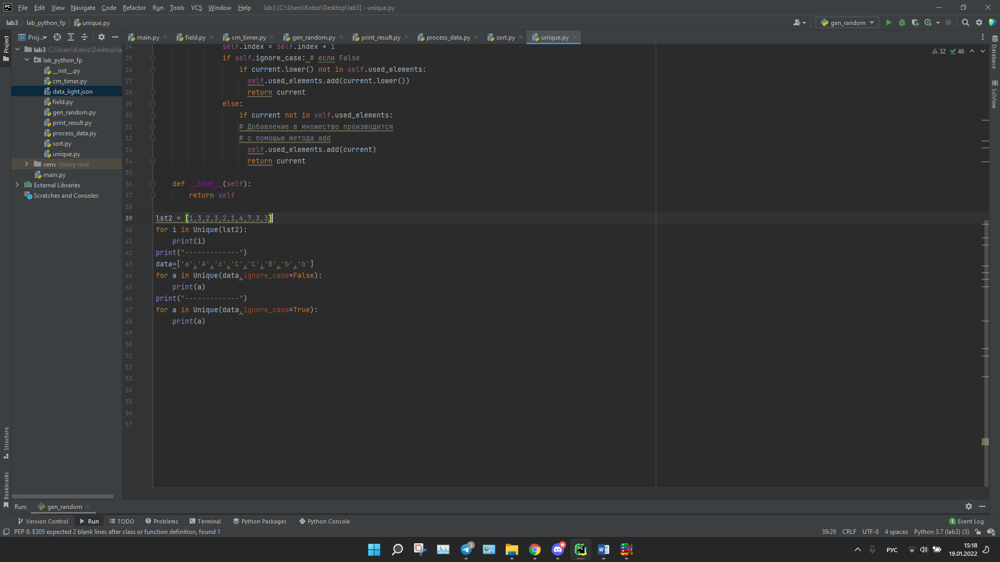 PC File Edit View Navigate Code Refactor Run Tools VCS Window Help lab3 [C:\Users\Kotos\Desktop\lab3] - unique.py
lab3 lab_python_fp unique.py gen_random
Project Proj... main.py field.py cm_timer.py gen_random.py print_result.py process_data.py sort.py unique.py
lab3 C:\Users\Kotos\Desktop\la
lab_python_fp
__init__.py
cm_timer.py
data_light.json
field.py
gen_random.py
print_result.py
process_data.py
sort.py
unique.py
venv library root
main.py
External Libraries
Scratches and Consoles
32 46
24 self.index = self.index + 1
25 if self.ignore_case: # если False
26 if current.lower() not in self.used_elements:
27 self.used_elements.add(current.lower())
28 return current
29 else:
30 if current not in self.used_elements:
31 # Добавление в множество производится
32 # с помощью метода add
33 self.used_elements.add(current)
34 return current
35
36 def __iter__(self):
37 return self
38
39 lst2 = [1,3,2,3,2,1,4,7,3,3]
40 for i in Unique(lst2):
41 print(i)
42 print("-------------")
43 data=['a','A','c','C','C','B','b','b']
44 for a in Unique(data,ignore_case=False):
45 print(a)
46 print("-------------")
47 for a in Unique(data,ignore_case=True):
48 print(a)
49
50
51
52
53
54
55
56
57
Database
SciView
Structure
Bookmarks
Run: gen_random
Version Control Run TODO Problems Terminal Python Packages Python Console 1 Event Log
PEP 8: E305 expected 2 blank lines after class or function definition, found 1 39:29 CRLF UTF-8 4 spaces Python 3.7 (lab3) (3)
3 PC W РУС 15:18
19.01.2022